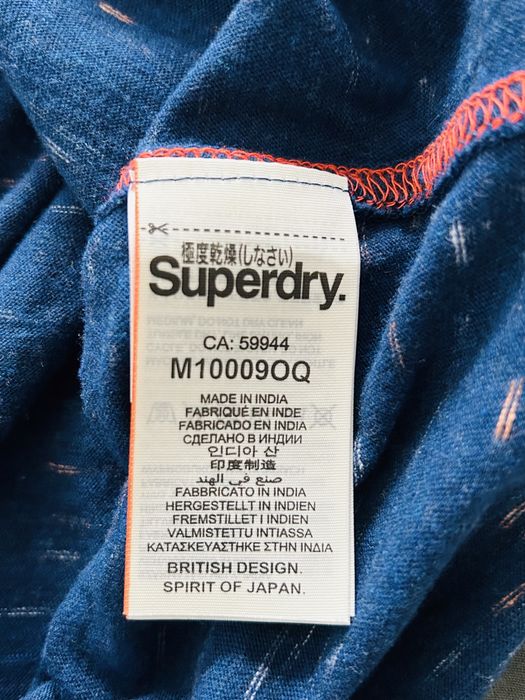 極度乾燥(しなさい)
Superdry.
CA: 59944
M10009OQ
MADE IN INDIA
FABRIQUÉ EN INDE
FABRICADO EN INDIA
СДЕЛАНО В ИНДИИ
인디아 산
印度制造
صنع في الهند
FABBRICATO IN INDIA
HERGESTELLT IN INDIEN
FREMSTILLET I INDIEN
VALMISTETTU INTIASSA
ΚΑΤΑΣΚΕΥΑΣΤΗΚΕ ΣΤΗΝ ΙΝΔΙΑ
BRITISH DESIGN.
SPIRIT OF JAPAN.